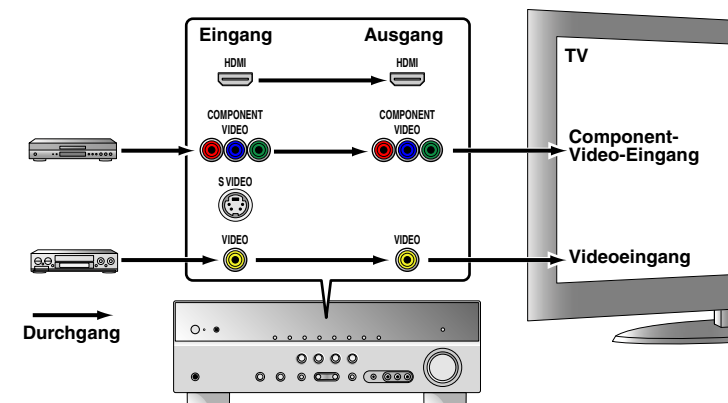 Eingang
Ausgang
HDMI
HDMI
COMPONENT
VIDEO
COMPONENT
VIDEO
S VIDEO
VIDEO
VIDEO
TV
Component-
Video-Eingang
Videoeingang
Durchgang